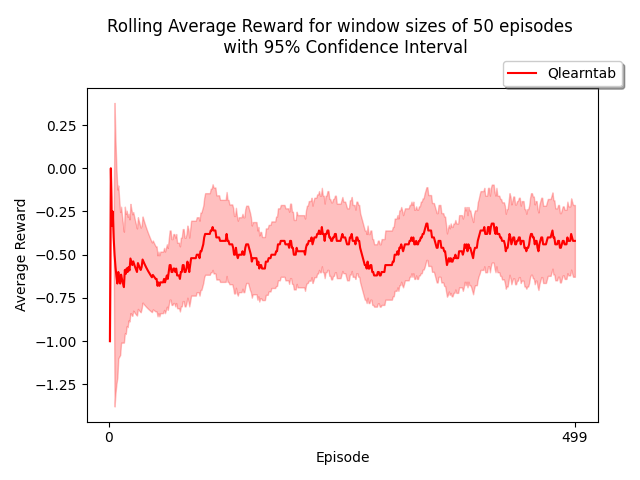 Rolling Average Reward for window sizes of 50 episodes
with 95% Confidence Interval
Qlearntab
0.25
0.00
−0.25
−0.50
−0.75
−1.00
−1.25
Average Reward
0
499
Episode